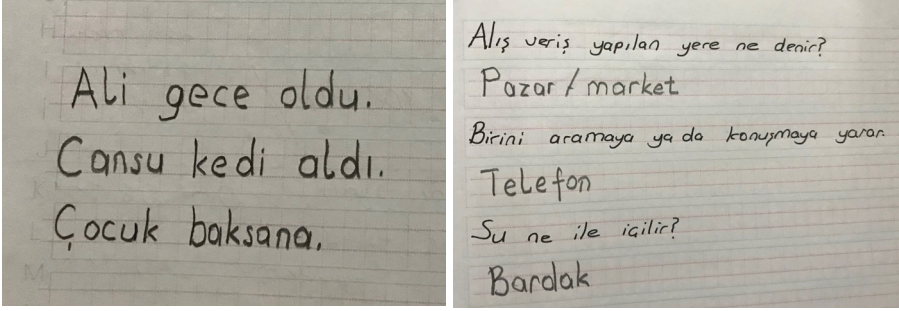 Ali gece oldu.
Cansu kedi aldı.
Çocuk baksana.
Alış veriş yapılan yere ne denir?
Pazar / market
Birini aramaya ya da konuşmaya yarar.
Telefon
Su ne ile içilir?
Bardak